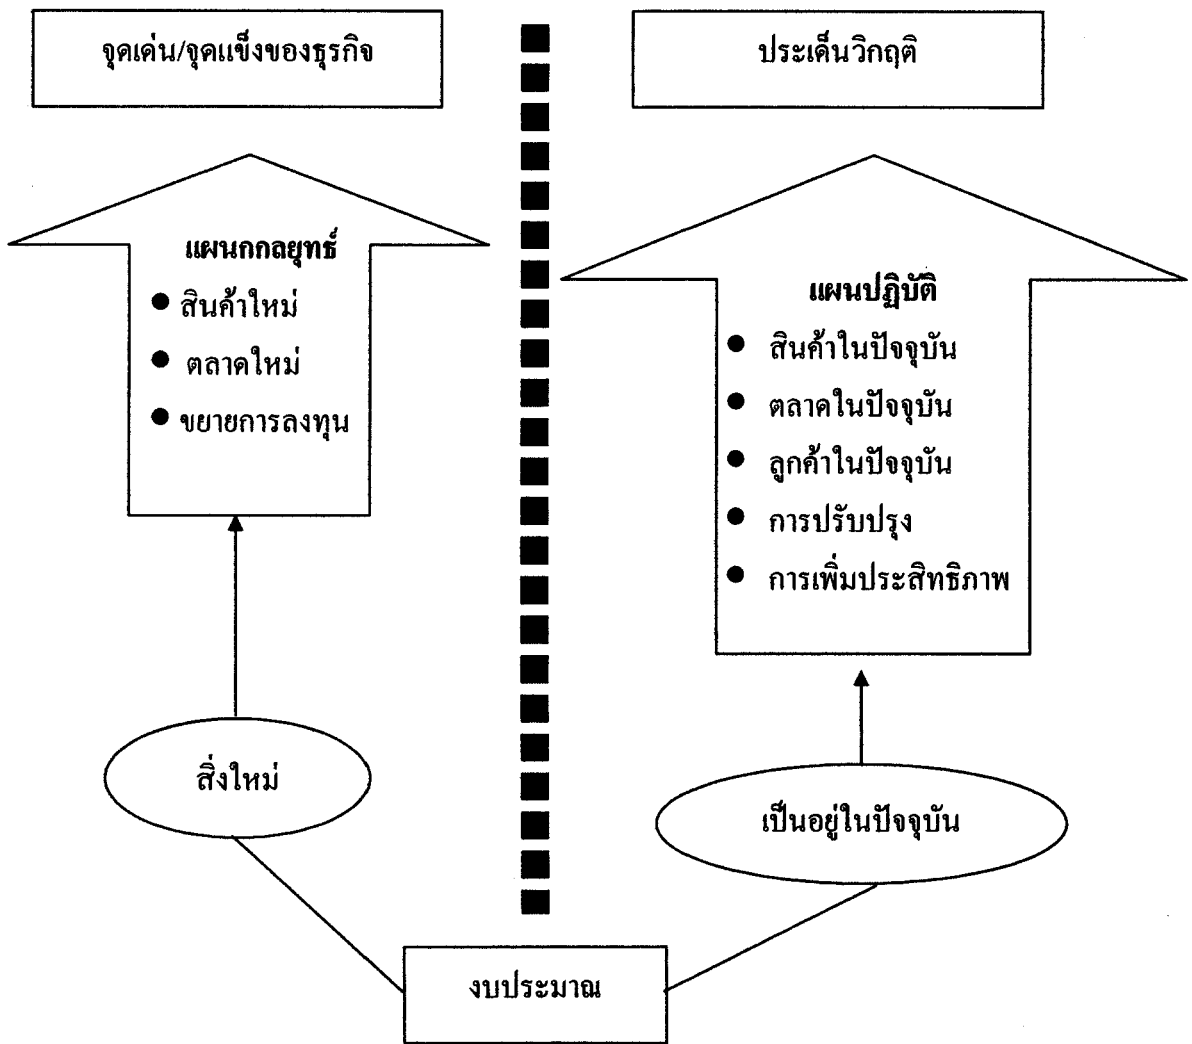 จุดเด่น/จุดแข็งของธุรกิจ
ประเด็นวิกฤติ
แผนกกลยุทธ์
● สินค้าใหม่
● ตลาดใหม่
● ขยายการลงทุน
แผนปฏิบัติ
● สินค้าในปัจจุบัน
● ตลาดในปัจจุบัน
● ลูกค้าในปัจจุบัน
● การปรับปรุง
● การเพิ่มประสิทธิภาพ
สิ่งใหม่
เป็นอยู่ในปัจจุบัน
งบประมาณ